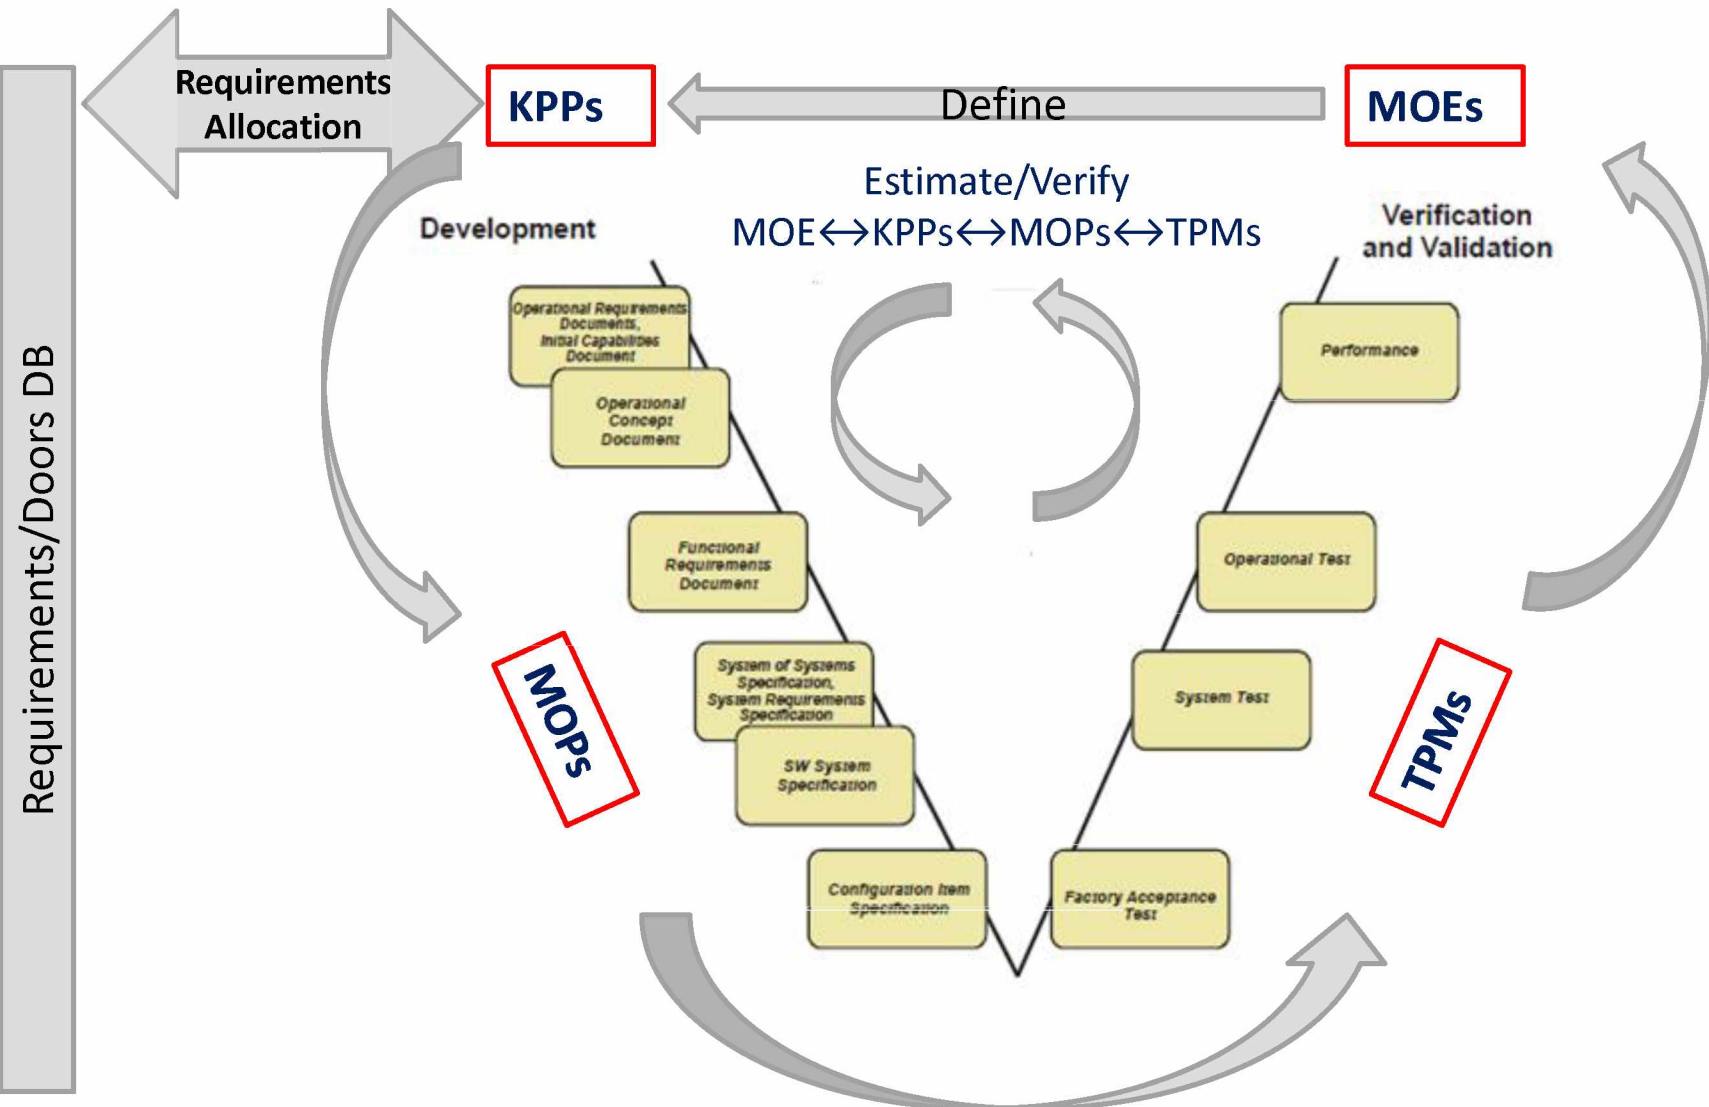 Requirements/Doors DB
Requirements
Allocation
KPPs
Define
MOEs
Estimate/Verify
MOE↔KPPs↔MOPs↔TPMs
Development
Verification
and Validation
Operational Requirements
Documents,
Initial Capabilities
Document
Operational
Concept
Document
Functional
Requirements
Document
System of Systems
Specification,
System Requirements
Specification
SW System
Specification
Configuration Item
Specification
Performance
Operational Test
System Test
Factory Acceptance
Test
MOPs
TPMs